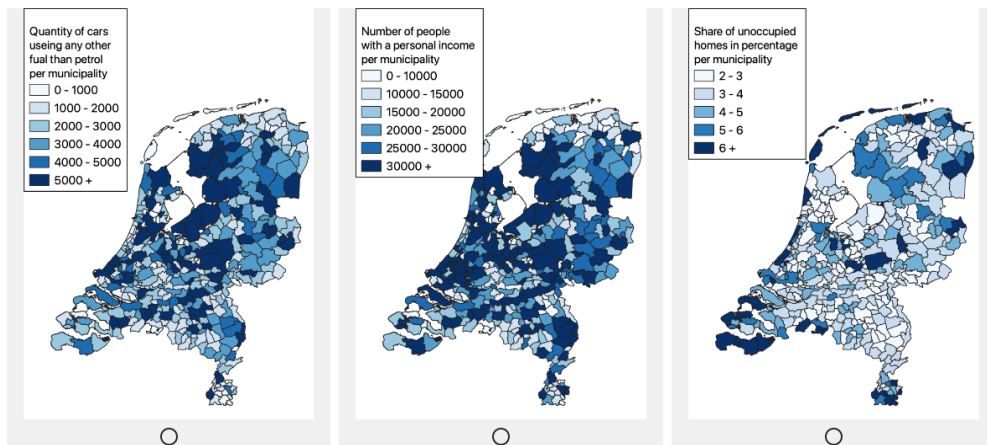 Quantity of cars
useing any other
fual than petrol
per municipality
0 - 1000
1000 - 2000
2000 - 3000
3000 - 4000
4000 - 5000
5000 +
Number of people
with a personal income
per municipality
0 - 10000
10000 - 15000
15000 - 20000
20000 - 25000
25000 - 30000
30000 +
Share of unoccupied
homes in percentage
per municipality
2 - 3
3 - 4
4 - 5
5 - 6
6 +